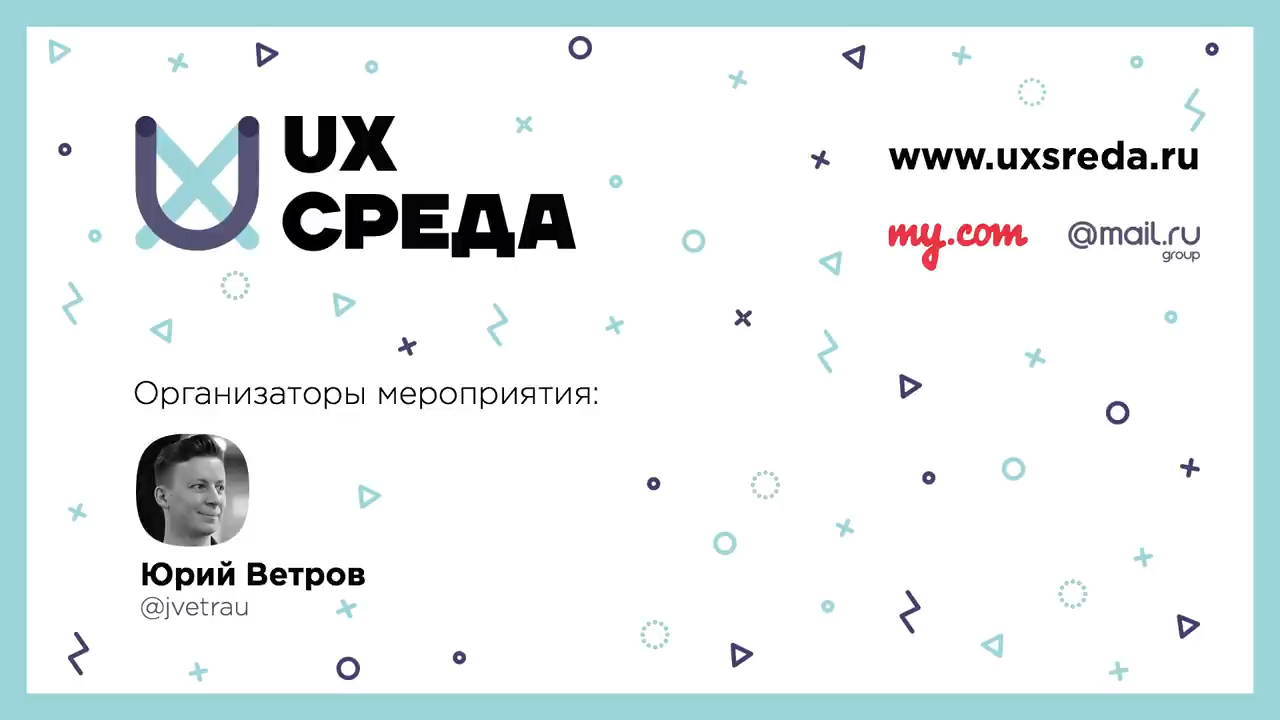 UX
СРЕДА
www.uxsreda.ru
my.com
@mail.ru
group
Организаторы мероприятия:
Юрий Ветров
@jvetrau